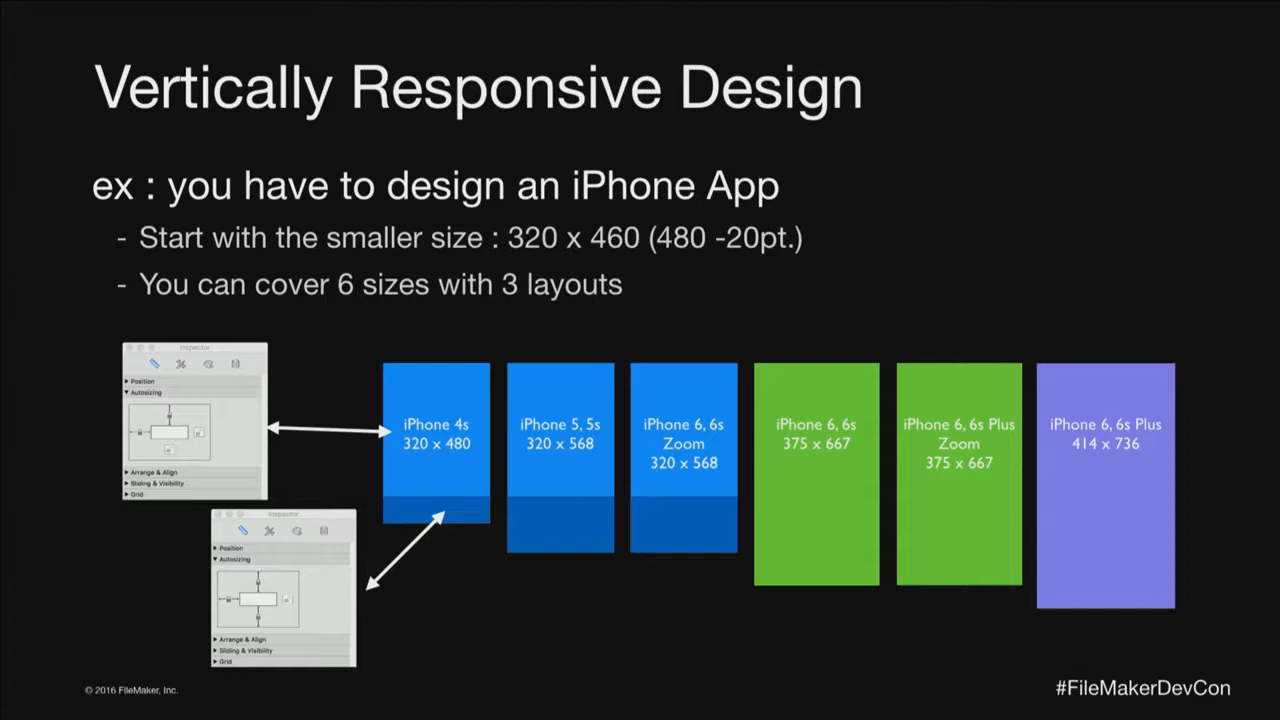 Vertically Responsive Design
ex : you have to design an iPhone App
- Start with the smaller size : 320 x 460 (480 -20pt.)
- You can cover 6 sizes with 3 layouts
Inspector
Position
Autosizing
Arrange & Align
Sliding & Visibility
Grid
Inspector
Position
Autosizing
Arrange & Align
Sliding & Visibility
Grid
iPhone 4s
320 x 480
iPhone 5, 5s
320 x 568
iPhone 6, 6s
Zoom
320 x 568
iPhone 6, 6s
375 x 667
iPhone 6, 6s Plus
Zoom
375 x 667
iPhone 6, 6s Plus
414 x 736
© 2016 FileMaker, Inc.
#FileMakerDevCon